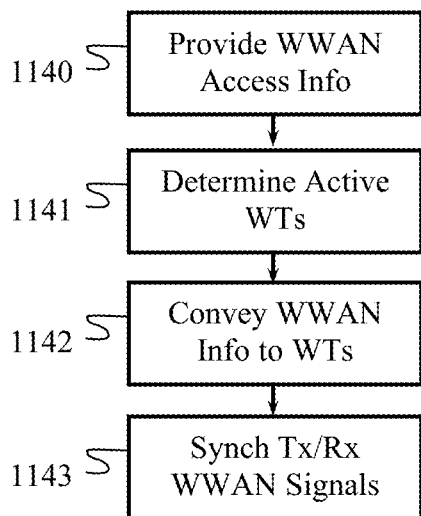 1140
Provide WWAN
Access Info
1141
Determine Active
WTs
1142
Convey WWAN
Info to WTs
1143
Synch Tx/Rx
WWAN Signals